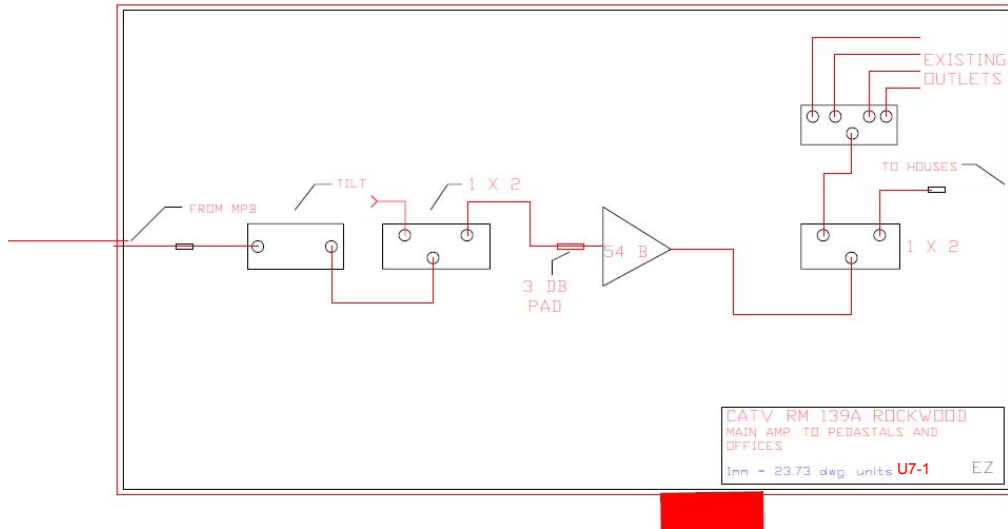 EXISTING
OUTLETS
TO HOUSES
TILT
1 X 2
FROM MPB
54 B
1 X 2
3 DB
PAD
CATV RM 139A ROCKWOOD
MAIN AMP. TO PEDASTALS AND
OFFICES
1mm = 23.73 dwg. units U7-1 EZ